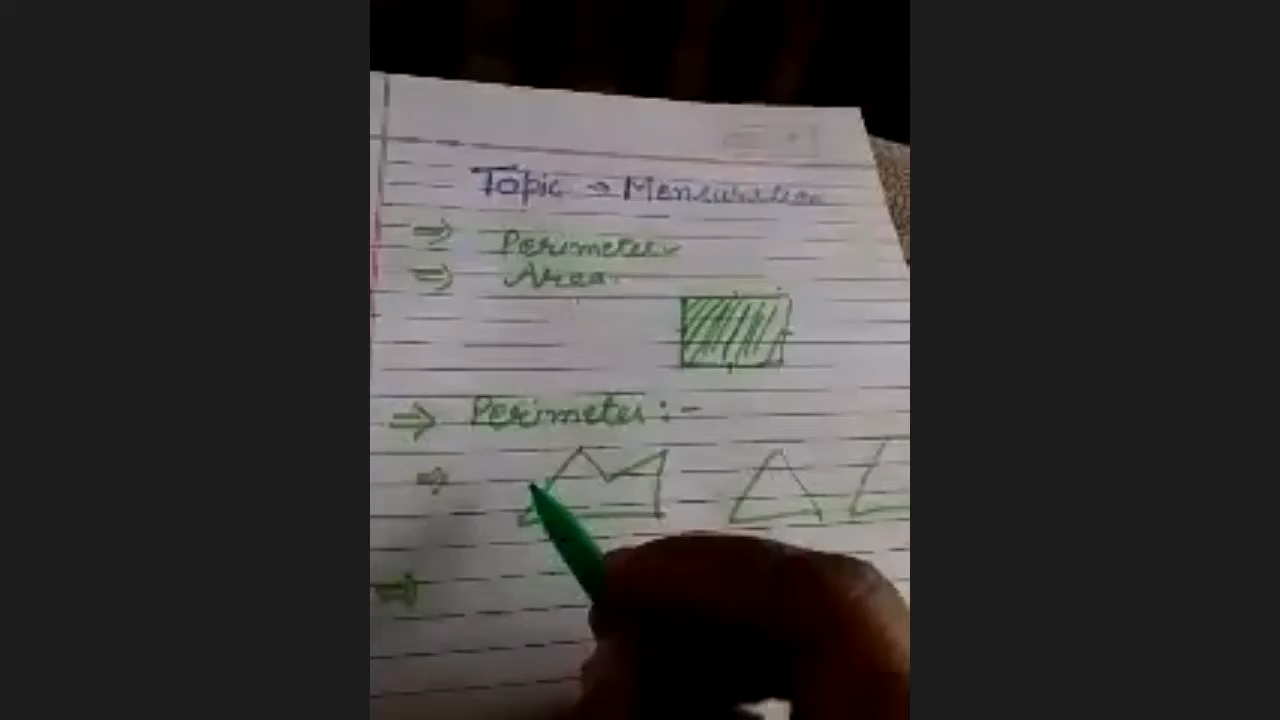 Topic → Mensuration
⇒ Perimeter
⇒ Area
⇒ Perimeter :-
⇒
⇒